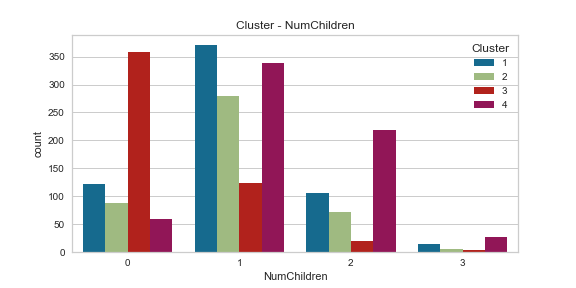 Cluster - NumChildren
Cluster
1
2
3
4
350
300
250
200
150
100
50
0
count
0 1 2 3
NumChildren